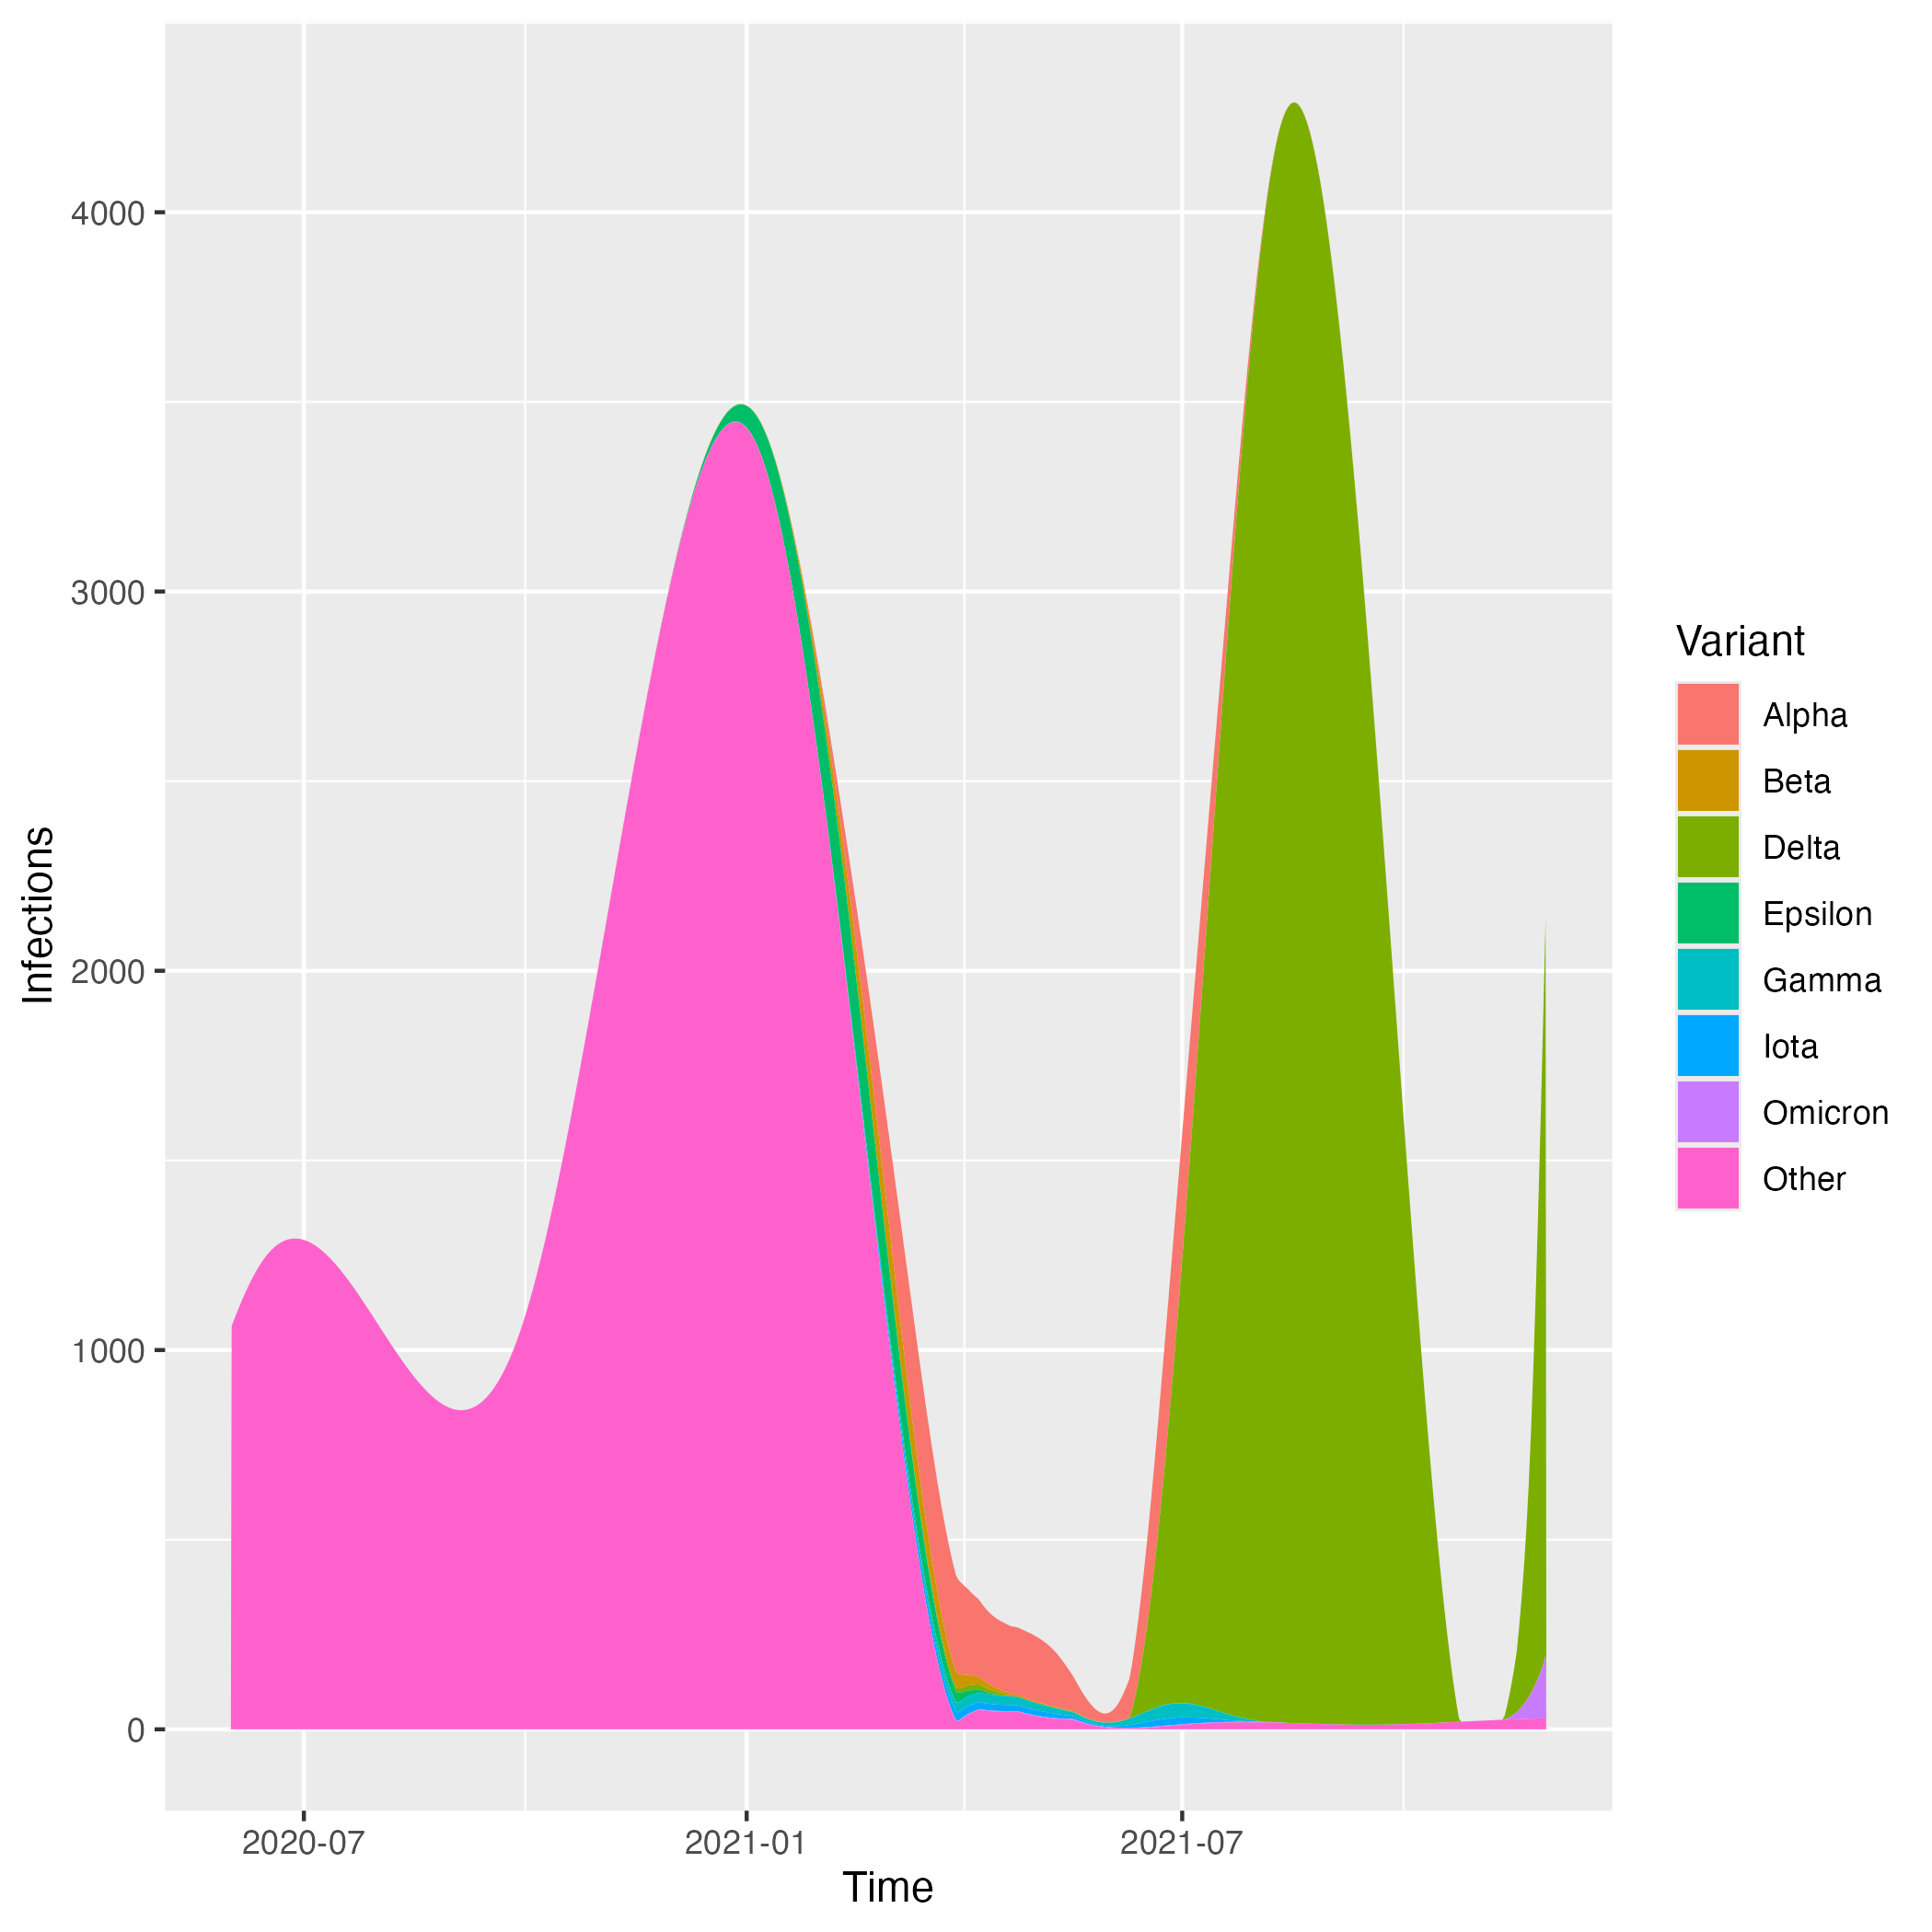 4000
3000
2000
1000
0
Infections
2020-07
2021-01
2021-07
Time
Variant
Alpha
Beta
Delta
Epsilon
Gamma
Iota
Omicron
Other